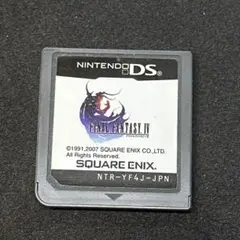 NINTENDO DS
FINAL FANTASY IV
©1991, 2007 SQUARE ENIX CO.,LTD.
All Rights Reserved.
SQUARE ENIX.
NTR-YF4J-JPN